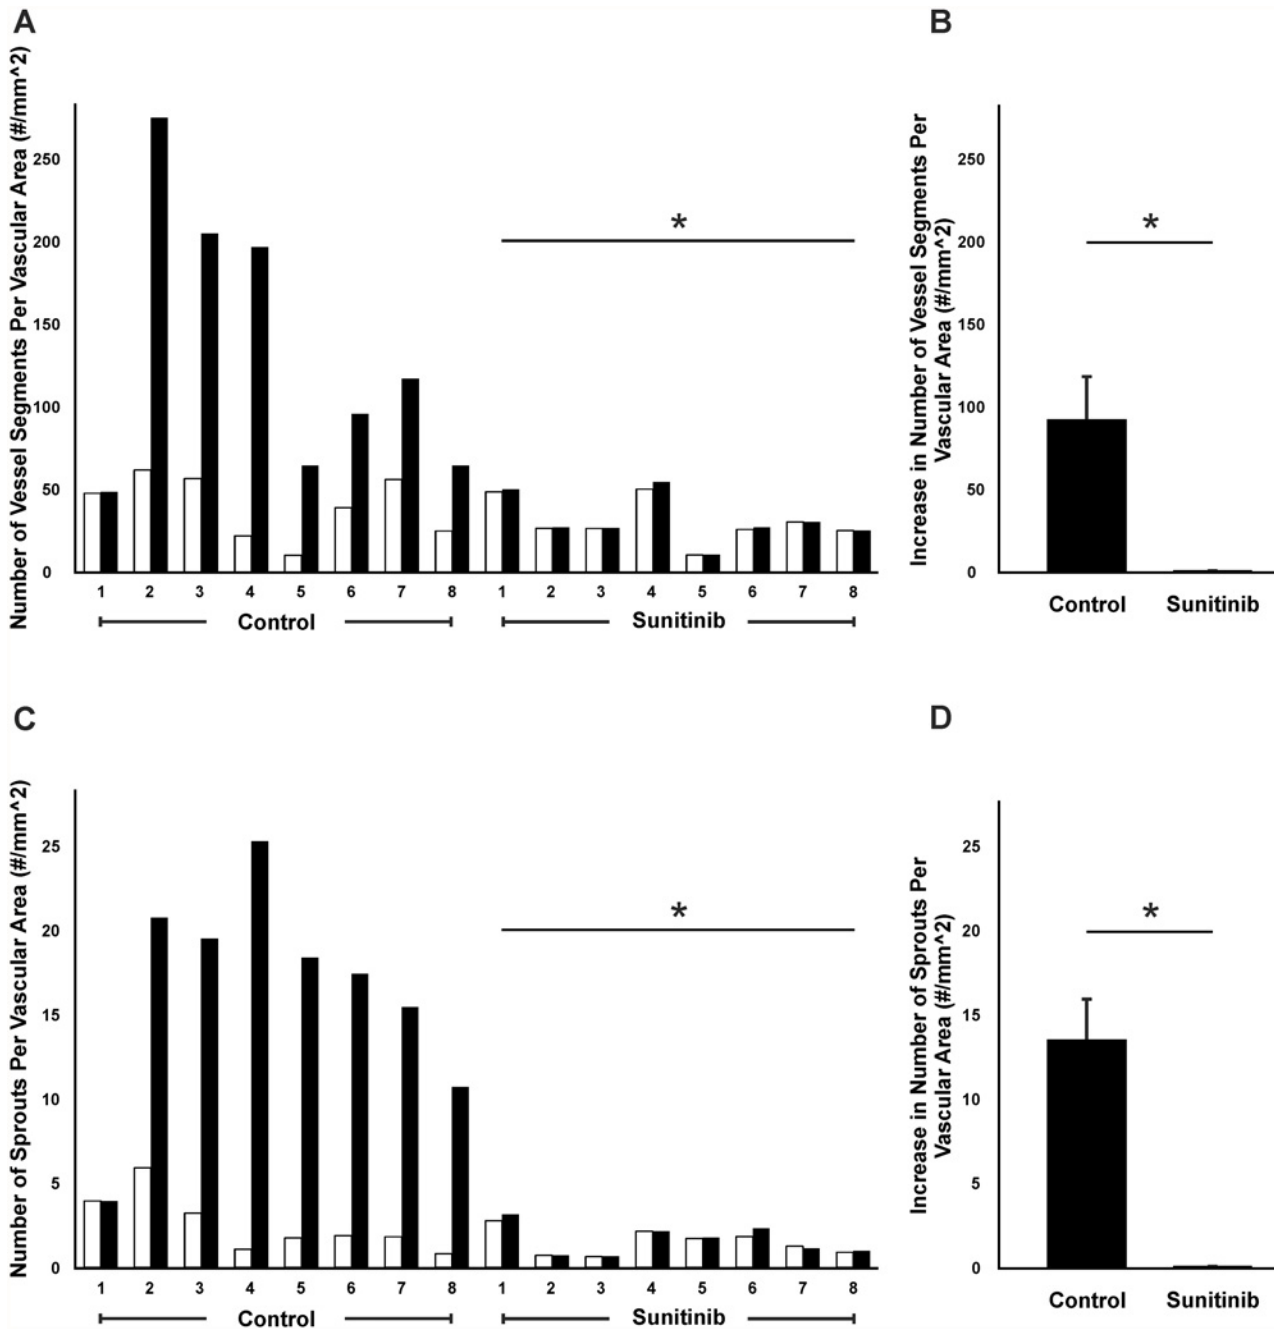 A
Number of Vessel Segments Per Vascular Area (#/mm^2)
250
200
150
100
50
0
*
1 2 3 4 5 6 7 8 1 2 3 4 5 6 7 8
Control Sunitinib
B
Increase in Number of Vessel Segments Per
Vascular Area (#/mm^2)
250
200
150
100
50
0
*
Control Sunitinib
C
Number of Sprouts Per Vascular Area (#/mm^2)
25
20
15
10
5
0
*
1 2 3 4 5 6 7 8 1 2 3 4 5 6 7 8
Control Sunitinib
D
Increase in Number of Sprouts Per
Vascular Area (#/mm^2)
25
20
15
10
5
0
*
Control Sunitinib